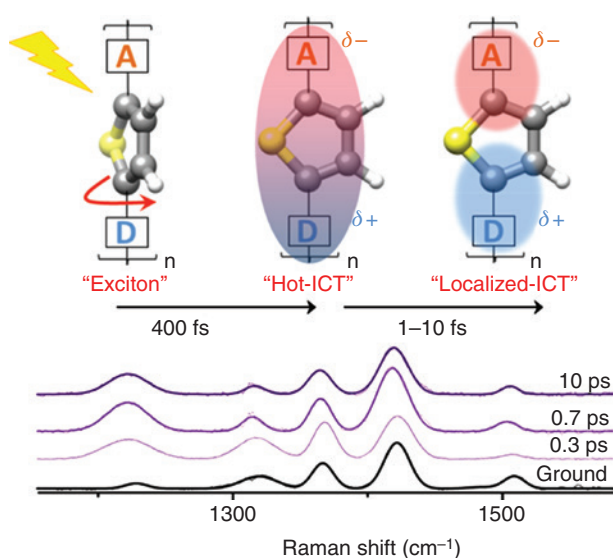 A A δ− A δ−
D D δ+ D δ+
n n n
"Exciton" "Hot-ICT" "Localized-ICT"
400 fs 1–10 fs
10 ps
0.7 ps
0.3 ps
Ground
1300 1500
Raman shift (cm⁻¹)